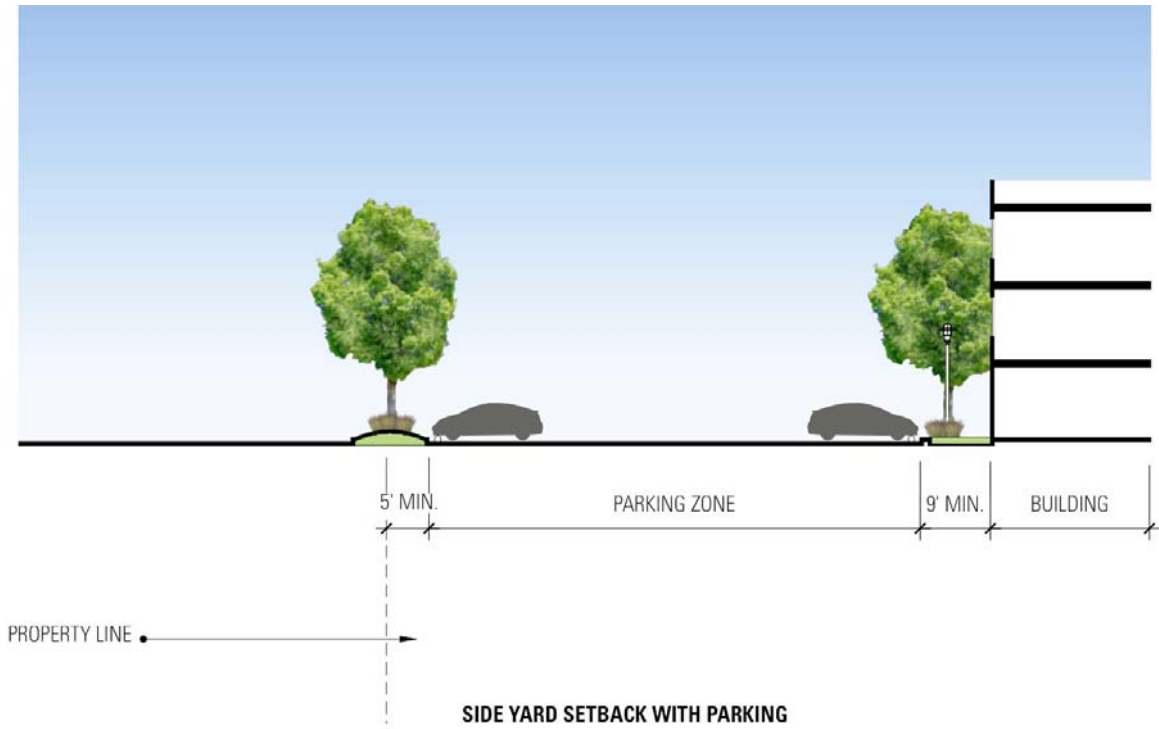 5' MIN.
PARKING ZONE
9' MIN.
BUILDING
PROPERTY LINE
SIDE YARD SETBACK WITH PARKING